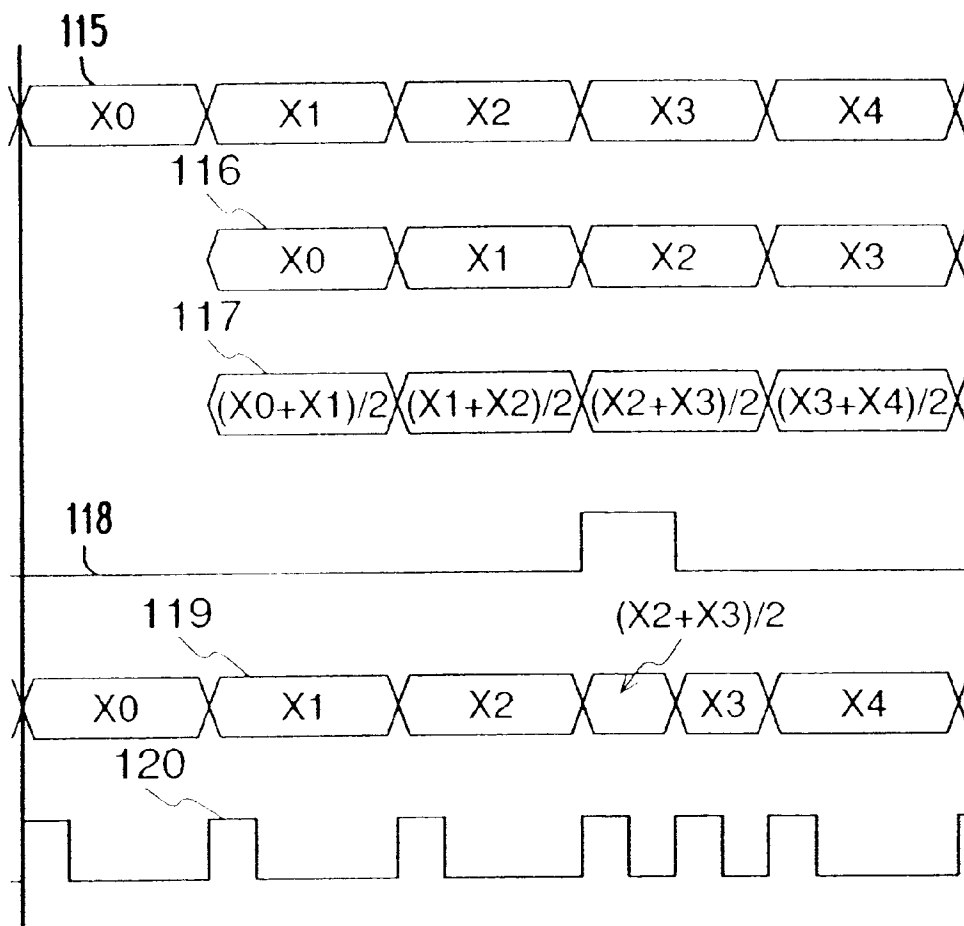 115
X0 X1 X2 X3 X4
116
X0 X1 X2 X3
117
(X0+X1)/2 (X1+X2)/2 (X2+X3)/2 (X3+X4)/2
118
119 (X2+X3)/2
X0 X1 X2 X3 X4
120